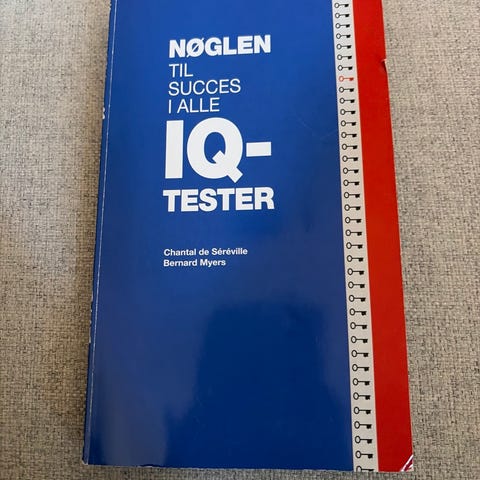 NØGLEN
TIL
SUCCES
I ALLE
IQ-
TESTER
Chantal de Séréville
Bernard Myers